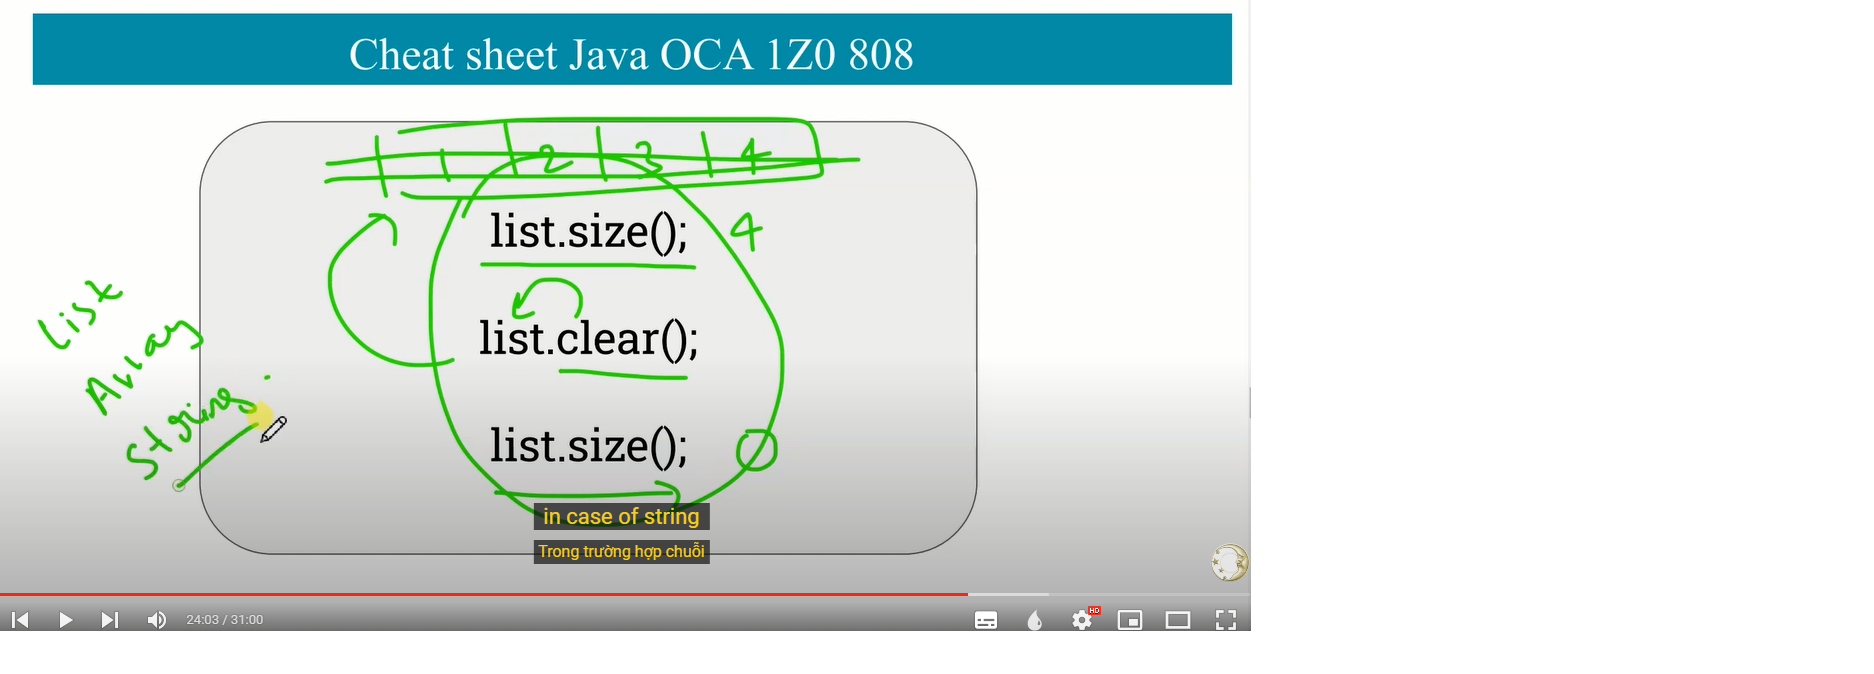 Cheat sheet Java OCA 1Z0 808
1 2 3 4
list.size(); 4
list.clear();
list.size(); 0
List
Array
String
in case of string
Trong trường hợp chuỗi
24:03 / 31:00
HD